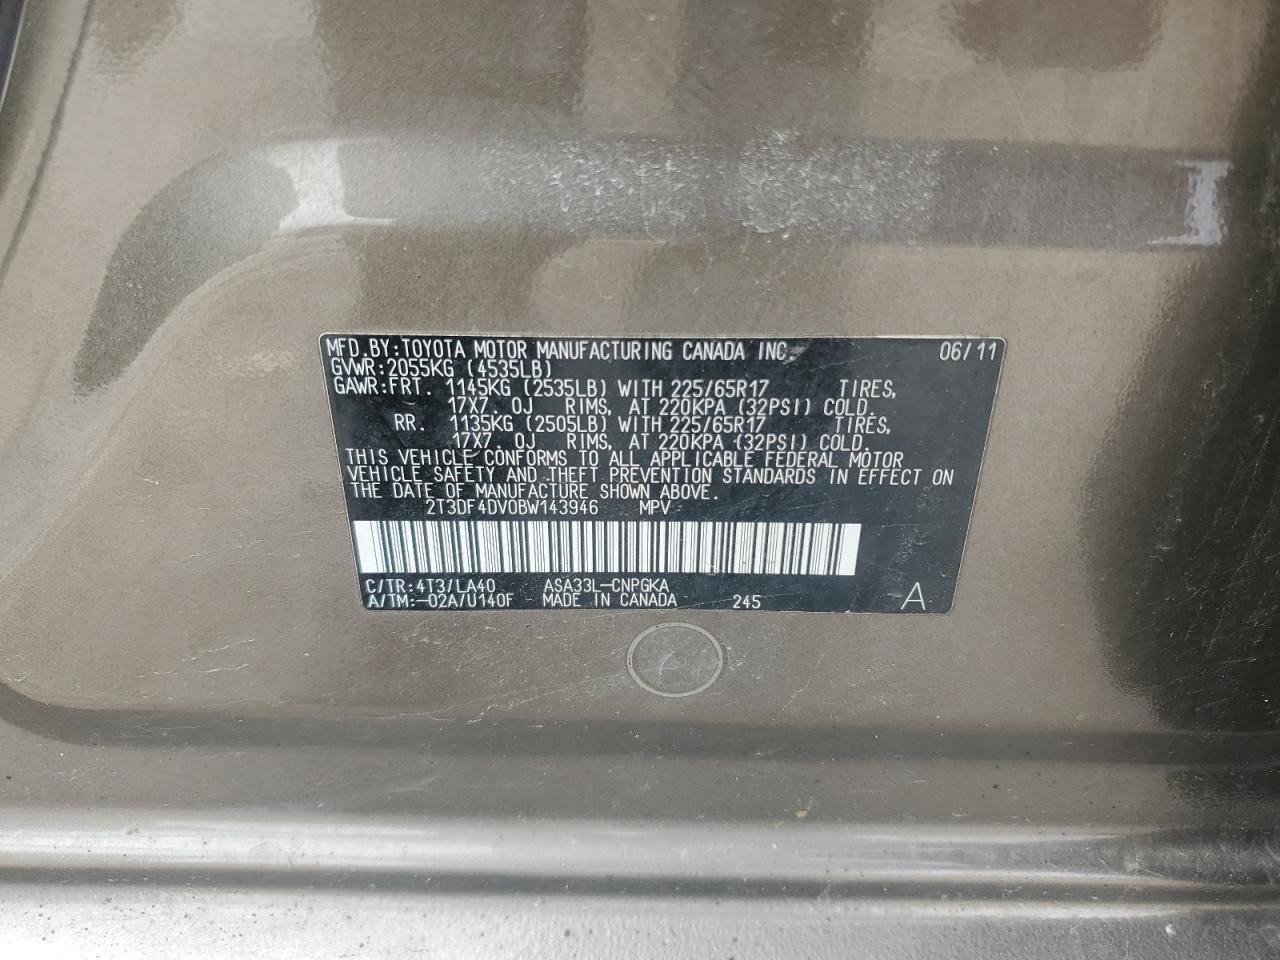 MFD.BY:TOYOTA MOTOR MANUFACTURING CANADA INC. 06/11
GVWR:2055KG (4535LB)
GAWR:FRT. 1145KG (2535LB) WITH 225/65R17 TIRES,
17X7.0J RIMS, AT 220KPA (32PSI) COLD.
RR. 1135KG (2505LB) WITH 225/65R17 TIRES,
17X7.0J RIMS, AT 220KPA (32PSI) COLD.
THIS VEHICLE CONFORMS TO ALL APPLICABLE FEDERAL MOTOR
VEHICLE SAFETY AND THEFT PREVENTION STANDARDS IN EFFECT ON
THE DATE OF MANUFACTURE SHOWN ABOVE.
2T3DF4DV0BW143946 MPV
C/TR:4T3/LA40 ASA33L-CNPGKA
A/TM:-02A/U140F MADE IN CANADA 245 A